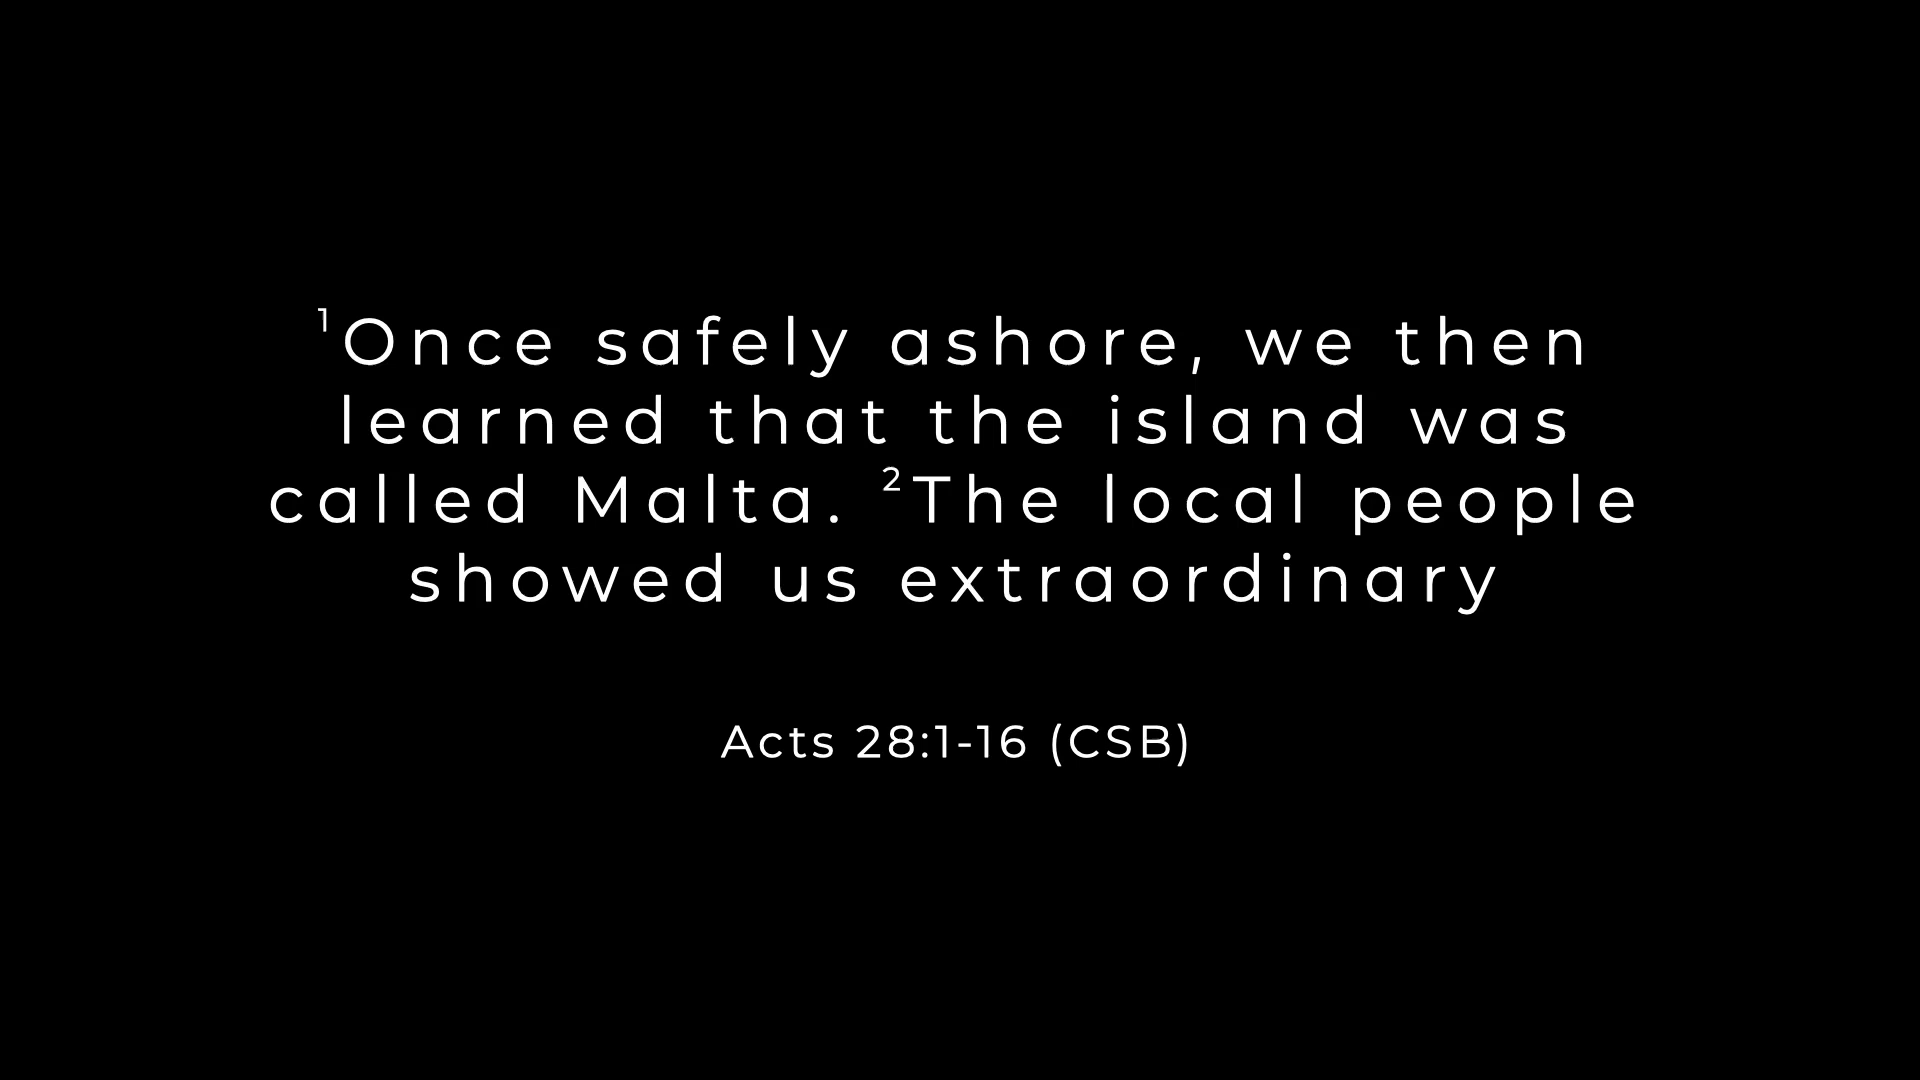 ¹Once safely ashore, we then
learned that the island was
called Malta. ²The local people
showed us extraordinary
Acts 28:1-16 (CSB)